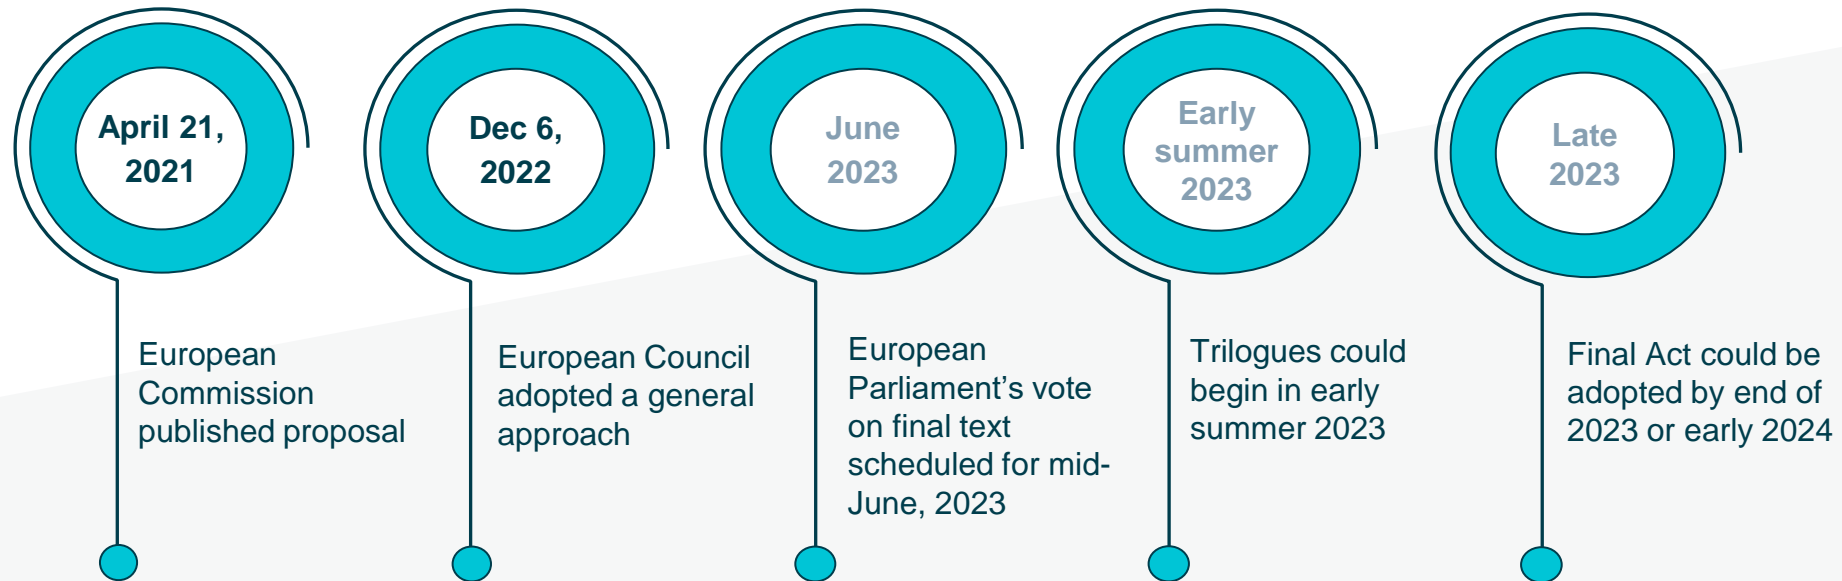 April 21,
2021
Dec 6,
2022
June
2023
Early
summer
2023
Late
2023
European
Commission
published proposal
European Council
adopted a general
approach
European
Parliament’s vote
on final text
scheduled for mid-
June, 2023
Trilogues could
begin in early
summer 2023
Final Act could be
adopted by end of
2023 or early 2024